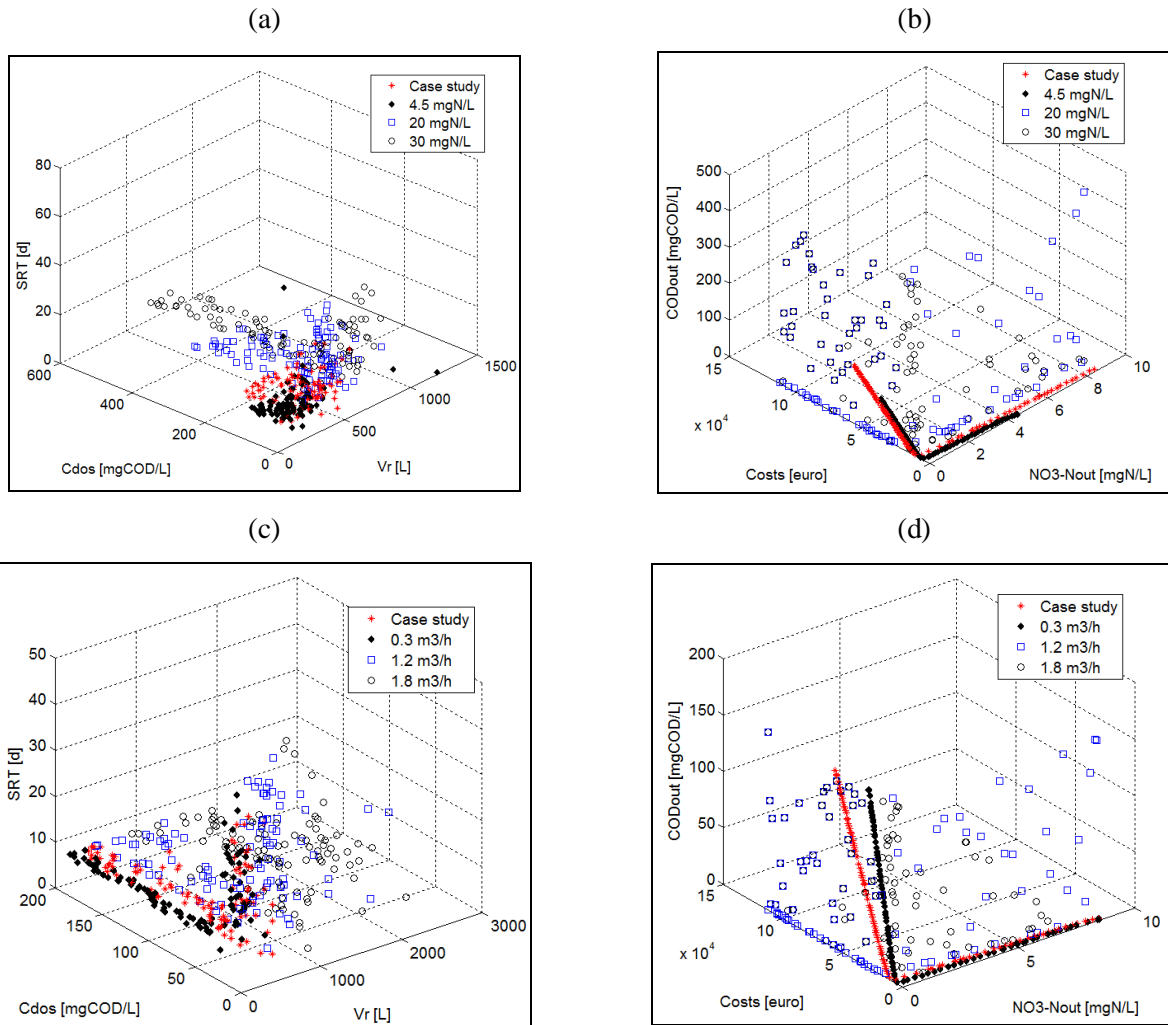 (a)
(b)
Case study
4.5 mgN/L
20 mgN/L
30 mgN/L
80
60
40
20
0
SRT [d]
600
400
200
0
Cdos [mgCOD/L]
0
500
1000
1500
Vr [L]
Case study
4.5 mgN/L
20 mgN/L
30 mgN/L
500
400
300
200
100
0
CODout [mgCOD/L]
15
10
5
0
x 10^4
Costs [euro]
0
2
4
6
8
10
NO3-Nout [mgN/L]
(c)
(d)
Case study
0.3 m3/h
1.2 m3/h
1.8 m3/h
50
40
30
20
10
0
SRT [d]
200
150
100
50
0
Cdos [mgCOD/L]
0
1000
2000
3000
Vr [L]
Case study
0.3 m3/h
1.2 m3/h
1.8 m3/h
200
150
100
50
0
CODout [mgCOD/L]
15
10
5
0
x 10^4
Costs [euro]
0
5
10
NO3-Nout [mgN/L]